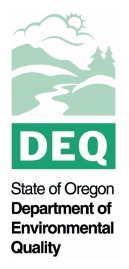 DEQ
State of Oregon
Department of
Environmental
Quality